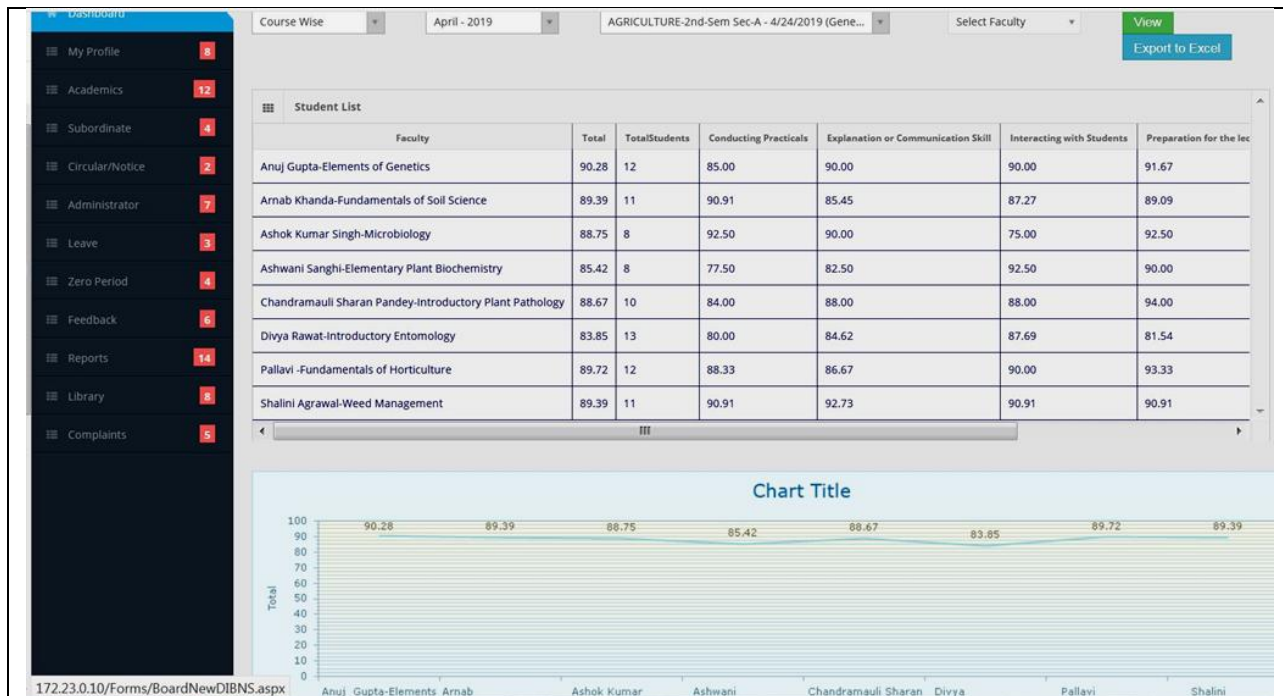 Dashboard
Course Wise April - 2019 AGRICULTURE-2nd-Sem Sec-A - 4/24/2019 (Gene... Select Faculty View
My Profile 8
Export to Excel
Academics 12
Student List
Subordinate 4
Faculty Total TotalStudents Conducting Practicals Explanation or Communication Skill Interacting with Students Preparation for the lec
Circular/Notice 2
Anuj Gupta-Elements of Genetics 90.28 12 85.00 90.00 90.00 91.67
Administrator 7
Arnab Khanda-Fundamentals of Soil Science 89.39 11 90.91 85.45 87.27 89.09
Leave 3
Ashok Kumar Singh-Microbiology 88.75 8 92.50 90.00 75.00 92.50
Zero Period 4
Ashwani Sanghi-Elementary Plant Biochemistry 85.42 8 77.50 82.50 92.50 90.00
Chandramauli Sharan Pandey-Introductory Plant Pathology 88.67 10 84.00 88.00 88.00 94.00
Feedback 6
Divya Rawat-Introductory Entomology 83.85 13 80.00 84.62 87.69 81.54
Reports 14
Pallavi -Fundamentals of Horticulture 89.72 12 88.33 86.67 90.00 93.33
Library 8
Shalini Agrawal-Weed Management 89.39 11 90.91 92.73 90.91 90.91
Complaints 5
Chart Title
100
90.28 89.39 88.75 85.42 88.67 83.85 89.72 89.39
90
80
70
60
Total
50
40
30
20
10
0
172.23.0.10/Forms/BoardNewDIBNS.aspx
Anuj Gupta-Elements Arnab Ashok Kumar Ashwani Chandramauli Sharan Divya Pallavi Shalini